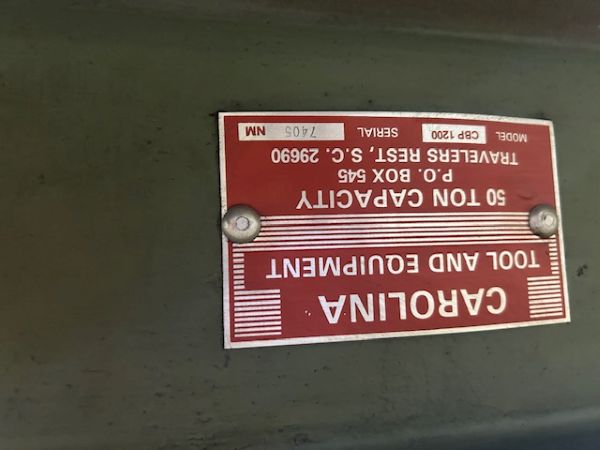 CAROLINA
TOOL AND EQUIPMENT
50 TON CAPACITY
P.O. BOX 545
TRAVELERS REST, S.C. 29690
MODEL CBP 1200 SERIAL 7405 NM